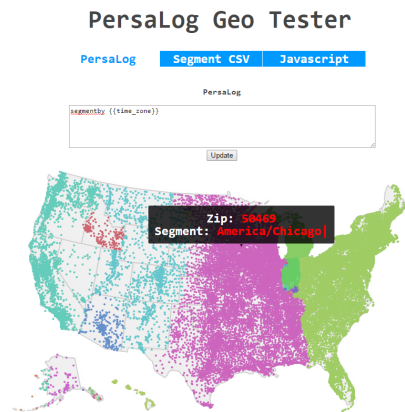 PersaLog Geo Tester
PersaLog Segment CSV Javascript
PersaLog
segmentby {{time_zone}}
Update
Zip: 50469
Segment: America/Chicago